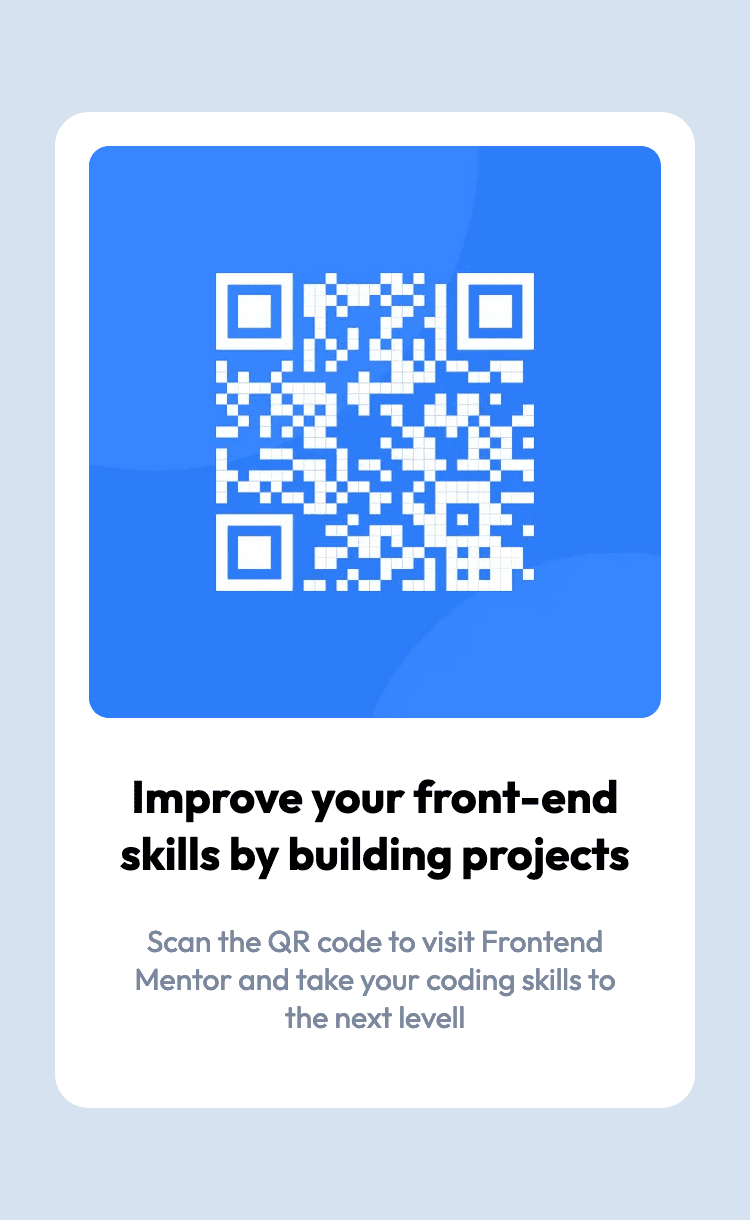 Improve your front-end
skills by building projects
Scan the QR code to visit Frontend
Mentor and take your coding skills to
the next levell